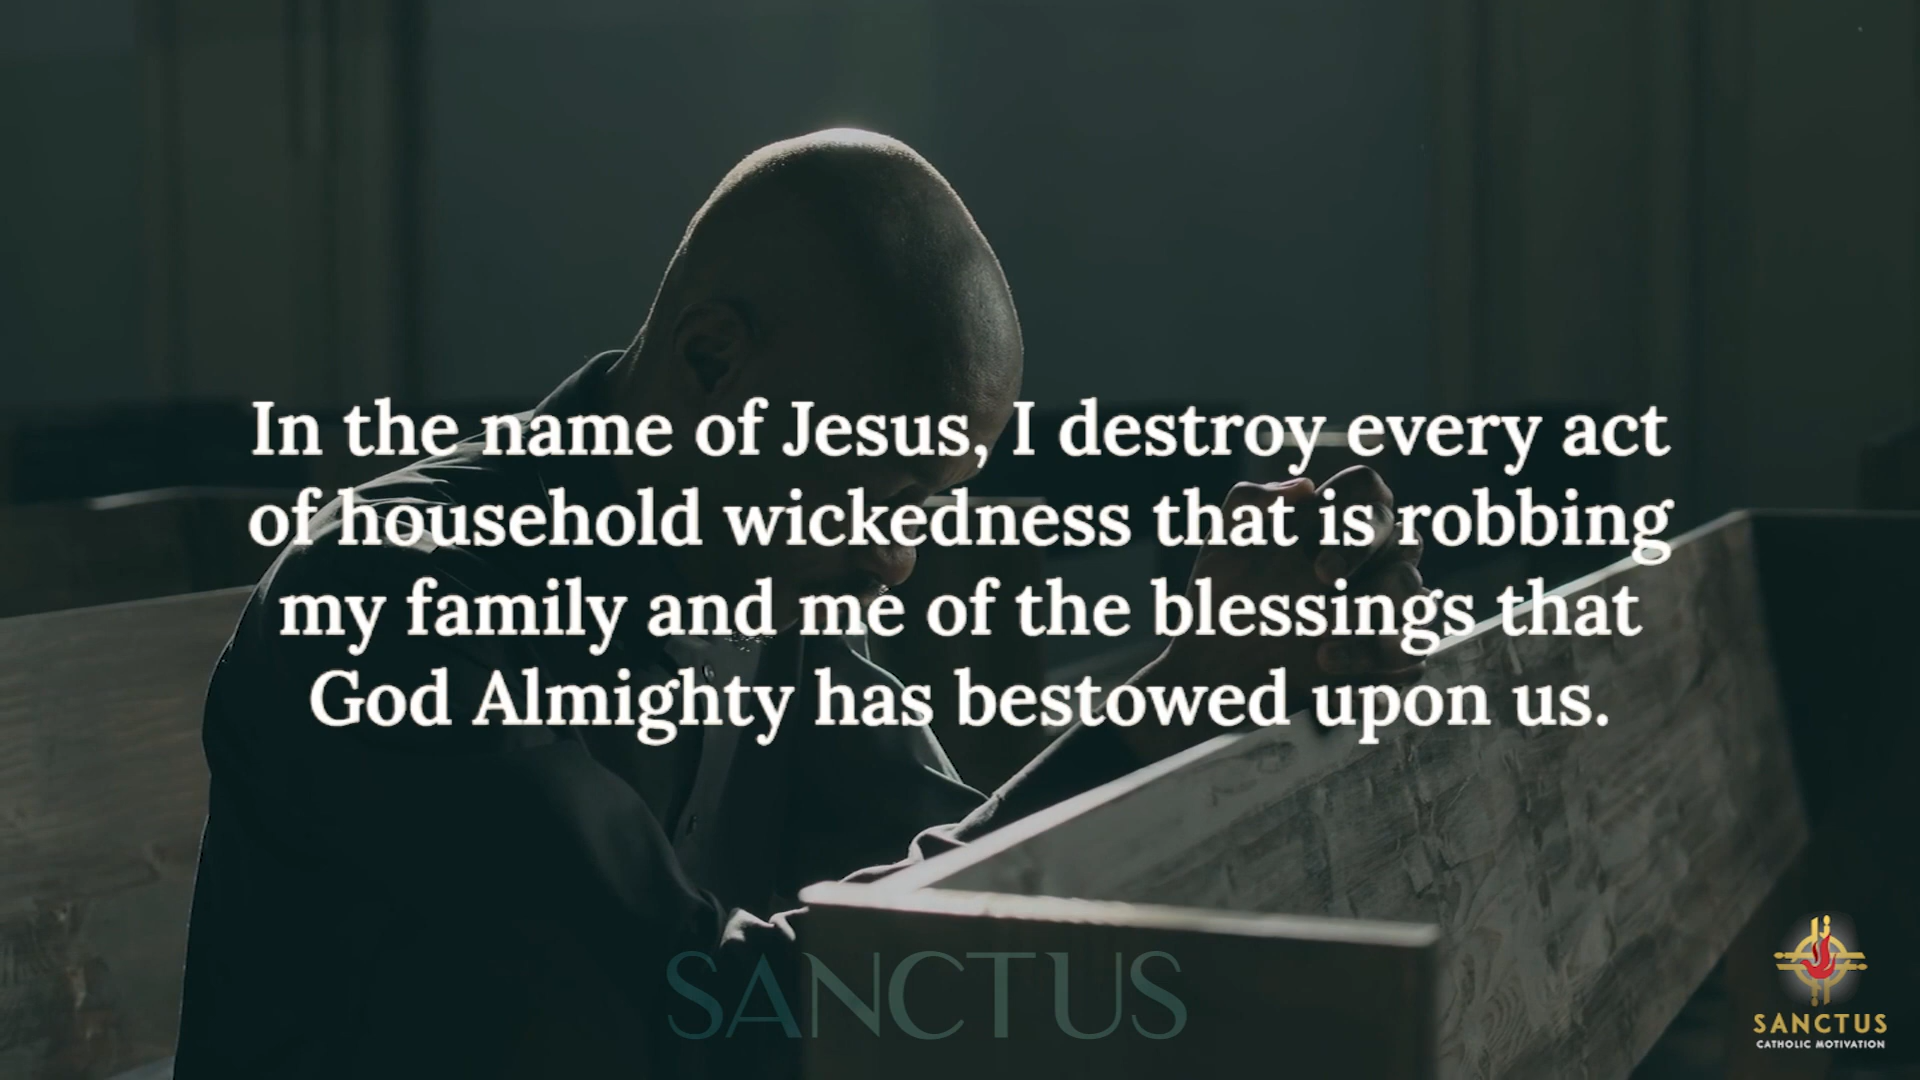 In the name of Jesus, I destroy every act
of household wickedness that is robbing
my family and me of the blessings that
God Almighty has bestowed upon us.
SANCTUS
SANCTUS
CATHOLIC MOTIVATION